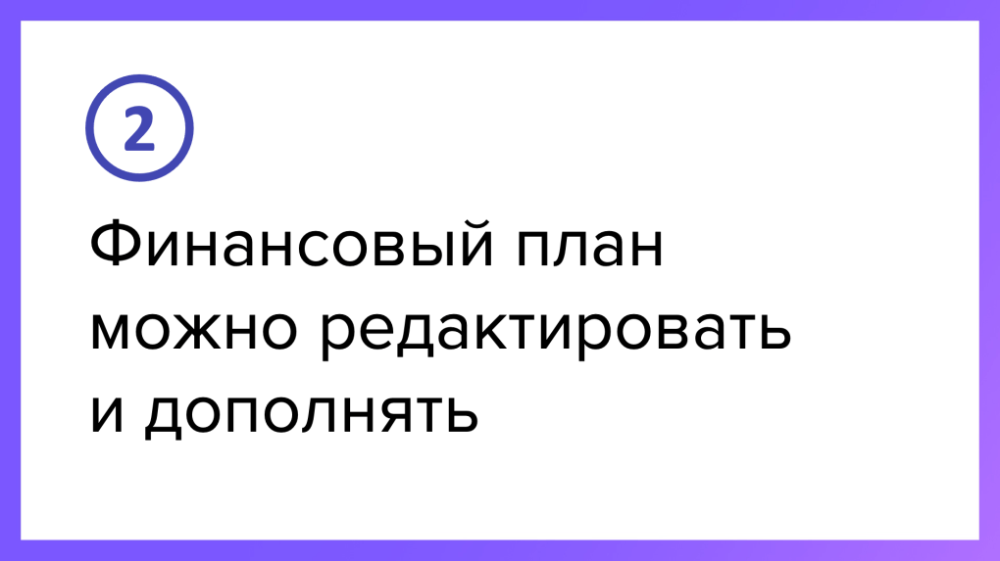 2
Финансовый план
можно редактировать
и дополнять